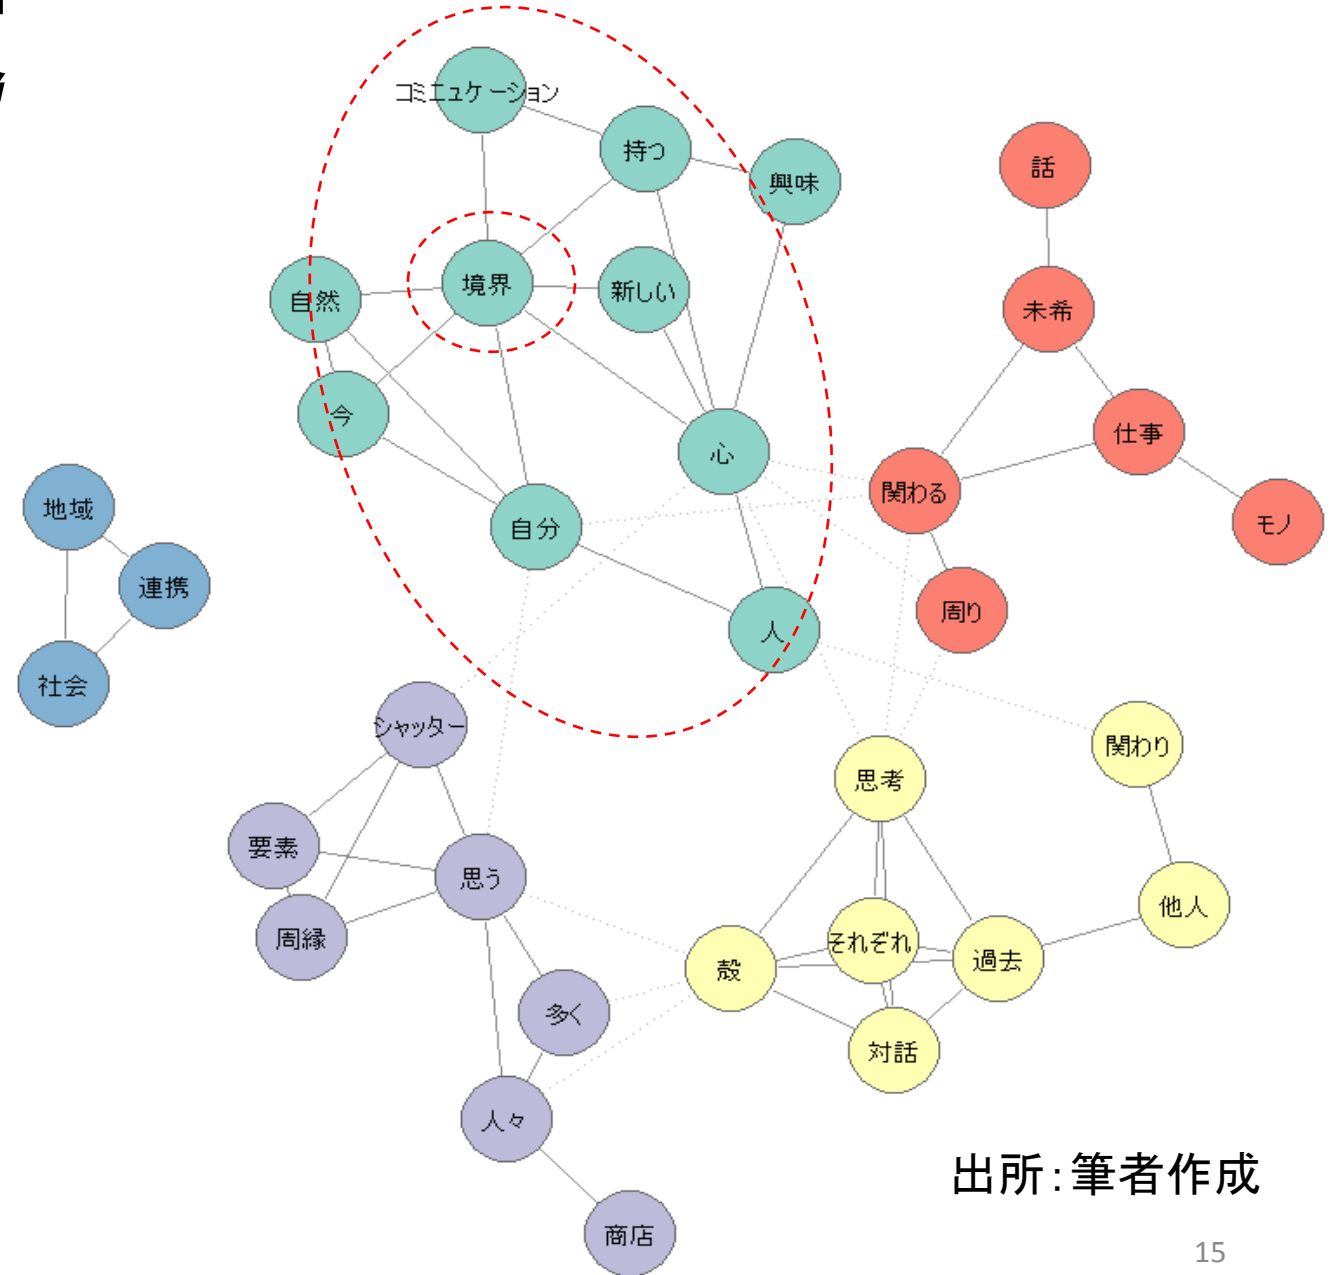 コミニュケーション
持つ
興味
話
境界
自然
新しい
未希
今
仕事
心
関わる
地域
自分
モノ
連携
周り
人
社会
シャッター
関わり
思考
要素
思う
他人
周縁
それぞれ
過去
殻
多く
対話
人々
出所：筆者作成
商店
15